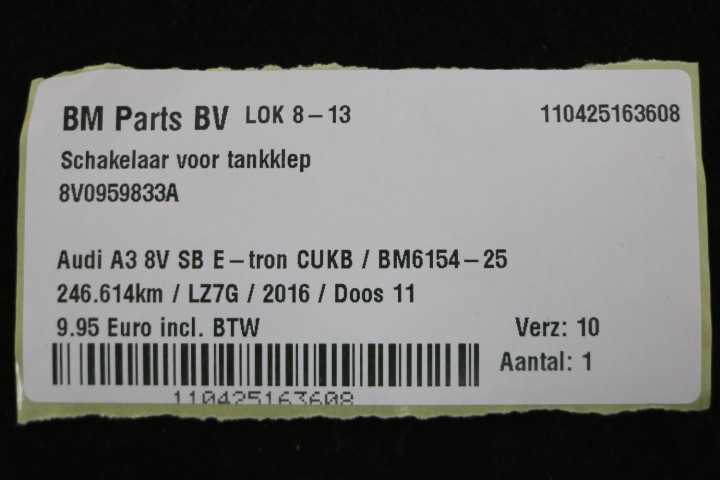 BM Parts BV LOK 8-13 110425163608
Schakelaar voor tankklep
8V0959833A
Audi A3 8V SB E-tron CUKB / BM6154-25
246.614km / LZ7G / 2016 / Doos 11
9.95 Euro incl. BTW Verz: 10
Aantal: 1
110425163608